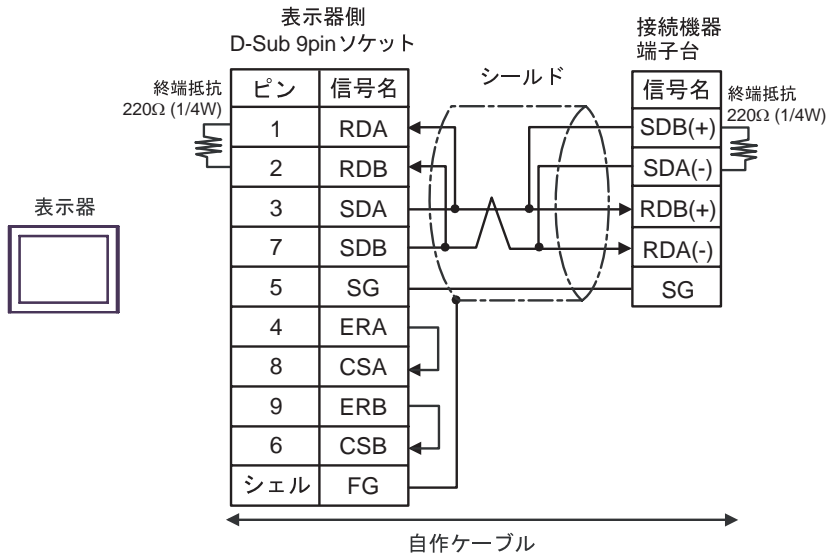 表示器側
D-Sub 9pinソケット
接続機器
端子台
終端抵抗
220Ω (1/4W)
シールド
終端抵抗
220Ω (1/4W)
表示器
ピン 信号名
1 RDA
2 RDB
3 SDA
7 SDB
5 SG
4 ERA
8 CSA
9 ERB
6 CSB
シェル FG
信号名
SDB(+)
SDA(-)
RDB(+)
RDA(-)
SG
自作ケーブル